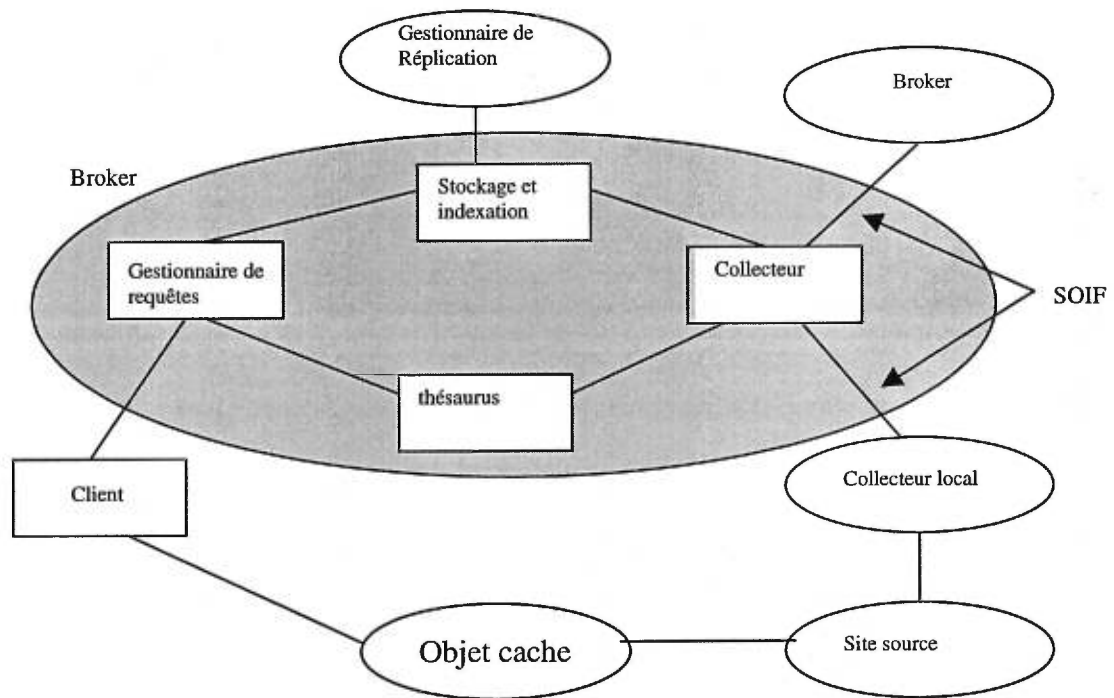 Gestionnaire de
Réplication
Broker
Broker
Stockage et
indexation
Gestionnaire de
requêtes
Collecteur
SOIF
thésaurus
Client
Collecteur local
Objet cache
Site source